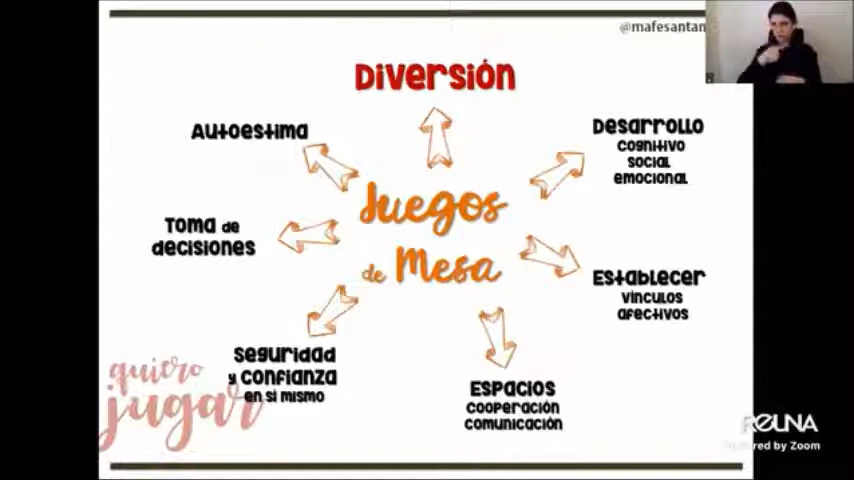 @mafesantan
Diversión
Autoestima
Desarrollo
cognitivo
social
emocional
Juegos
de Mesa
Toma de
decisiones
Establecer
vínculos
afectivos
Seguridad
y confianza
en sí mismo
Espacios
cooperación
comunicación
quiero
jugar
REUNA
by Zoom